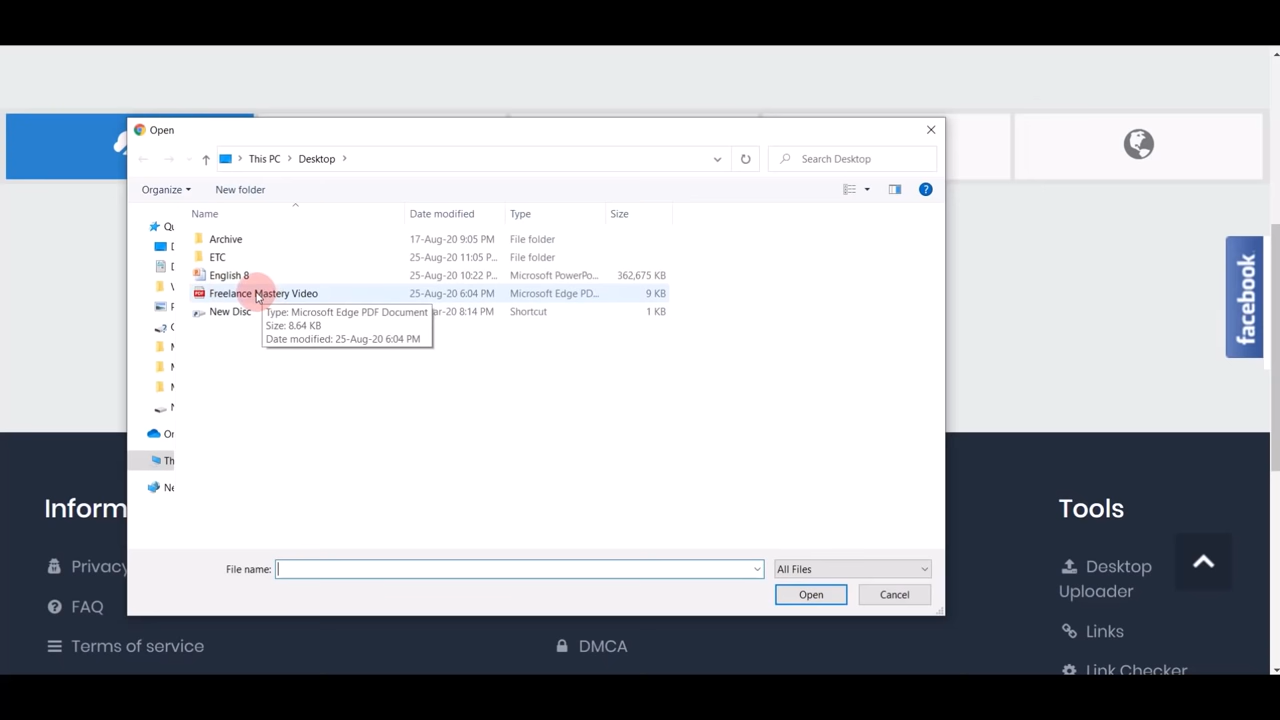 Open
This PC > Desktop >
Search Desktop
Organize
New folder
Name Date modified Type Size
Archive 17-Aug-20 9:05 PM File folder
ETC 25-Aug-20 11:05 P... File folder
English 8 25-Aug-20 10:22 P... Microsoft PowerPo... 362,675 KB
Freelance Mastery Video 25-Aug-20 6:04 PM Microsoft Edge PD... 9 KB
New Disc ar-20 8:14 PM Shortcut 1 KB
Type: Microsoft Edge PDF Document
Size: 8.64 KB
Date modified: 25-Aug-20 6:04 PM
Qu
D
D
V
P
C
M
M
M
N
Or
Th
Ne
File name:
All Files
Open
Cancel
facebook
Inform
Privacy
FAQ
Terms of service
DMCA
Tools
Desktop
Uploader
Links
Link Checker